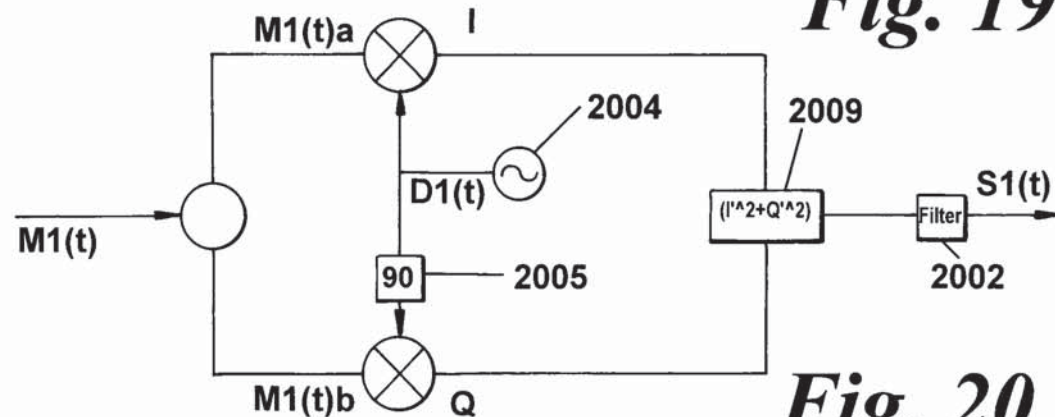 Fig. 19
M1(t)a
I
2004
2009
D1(t)
M1(t)
(I'^2+Q'^2)
S1(t)
Filter
90
2005
2002
M1(t)b
Q
Fig. 20